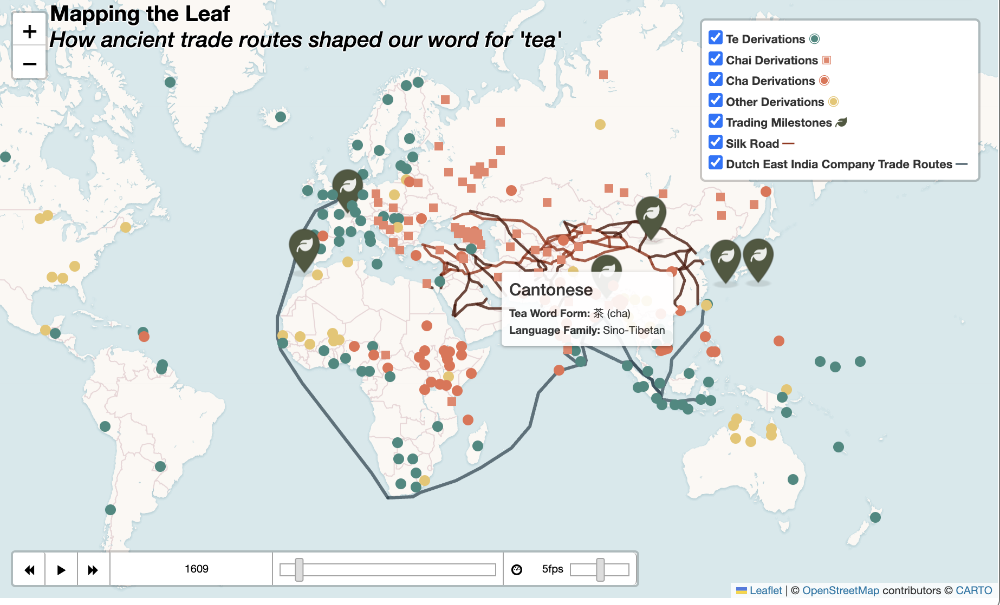 Mapping the Leaf
How ancient trade routes shaped our word for 'tea'
+
−
Te Derivations
Chai Derivations
Cha Derivations
Other Derivations
Trading Milestones
Silk Road
Dutch East India Company Trade Routes
Cantonese
Tea Word Form: 茶 (cha)
Language Family: Sino-Tibetan
1609
5fps
Leaflet | © OpenStreetMap contributors © CARTO